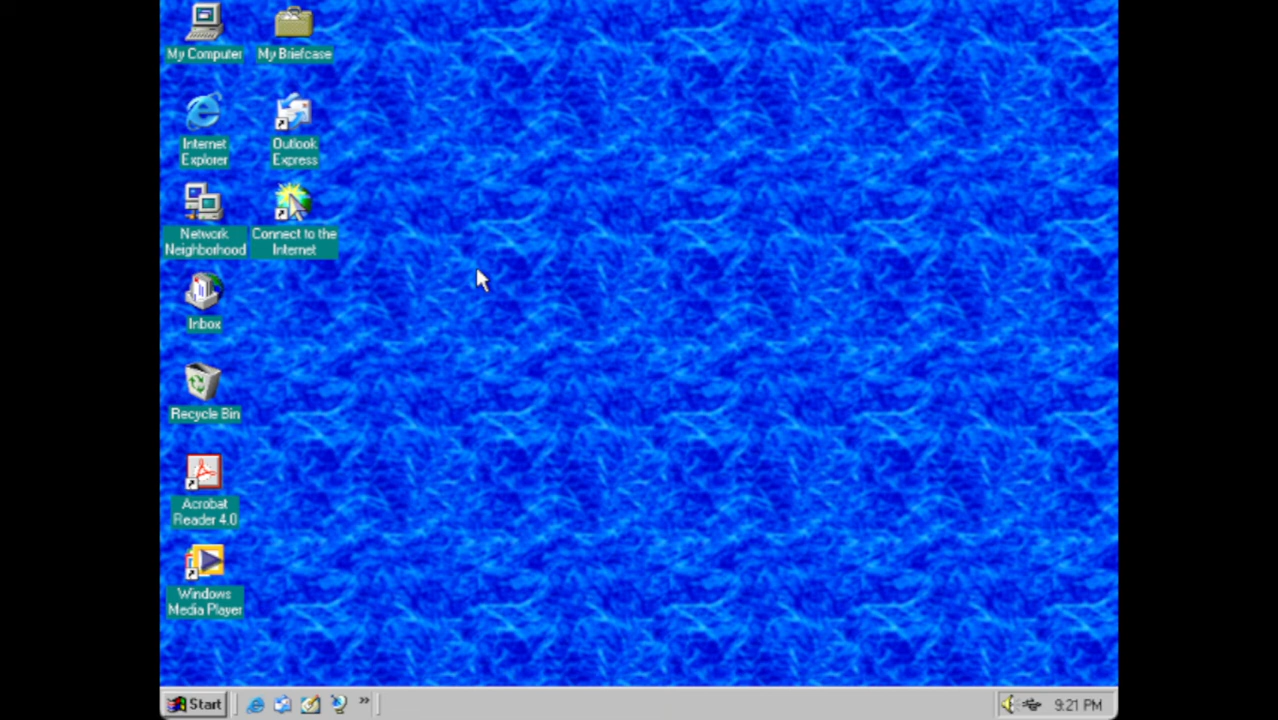 My Computer
My Briefcase
Internet
Explorer
Outlook
Express
Network
Neighborhood
Connect to the
Internet
Inbox
Recycle Bin
Acrobat
Reader 4.0
Windows
Media Player
Start
9:21 PM